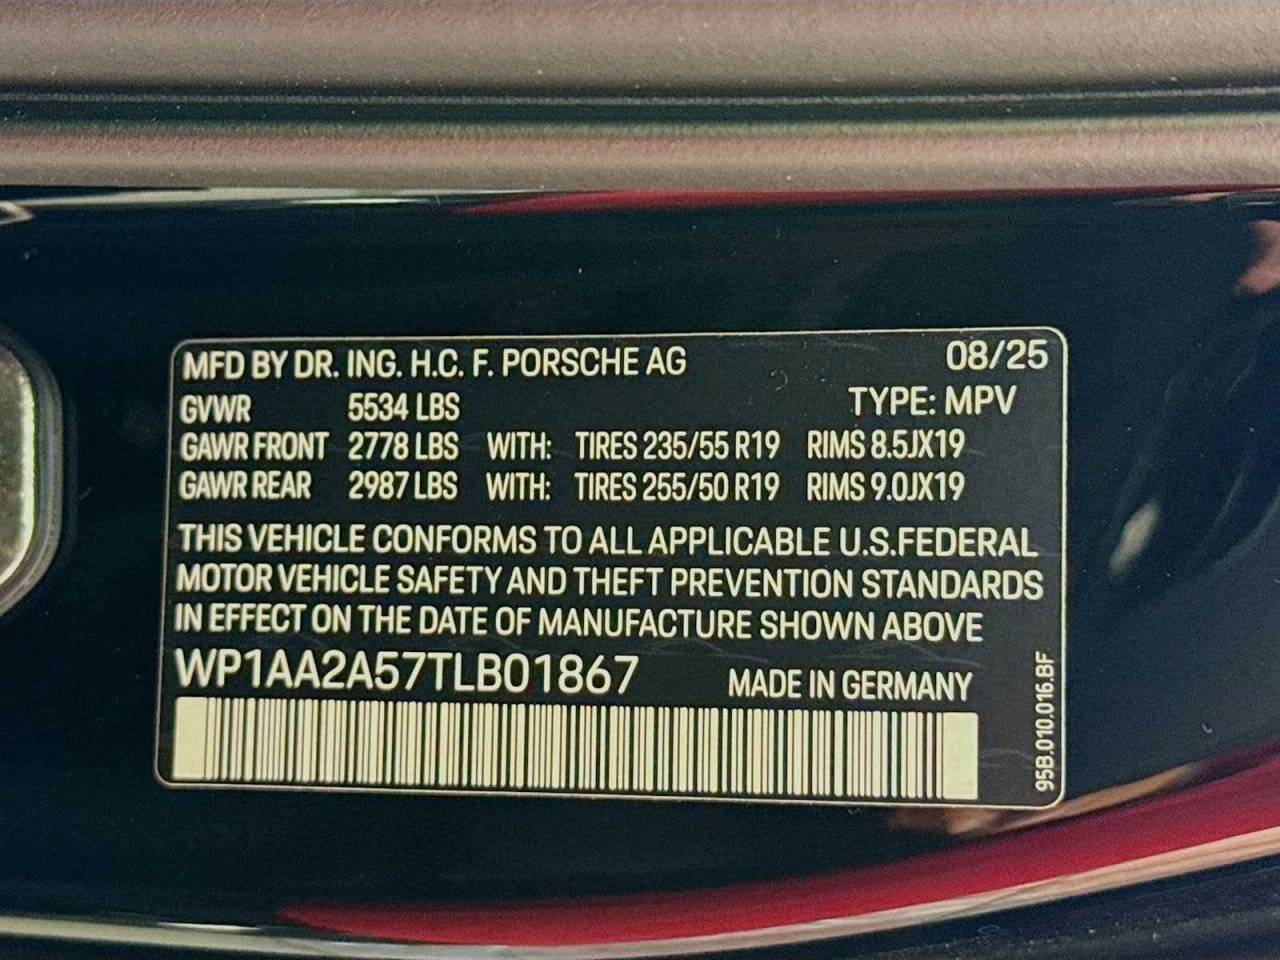 MFD BY DR. ING. H.C. F. PORSCHE AG 08/25
GVWR 5534 LBS TYPE: MPV
GAWR FRONT 2778 LBS WITH: TIRES 235/55 R19 RIMS 8.5JX19
GAWR REAR 2987 LBS WITH: TIRES 255/50 R19 RIMS 9.0JX19
THIS VEHICLE CONFORMS TO ALL APPLICABLE U.S.FEDERAL
MOTOR VEHICLE SAFETY AND THEFT PREVENTION STANDARDS
IN EFFECT ON THE DATE OF MANUFACTURE SHOWN ABOVE
WP1AA2A57TLB01867 MADE IN GERMANY
95B.010.016.BF